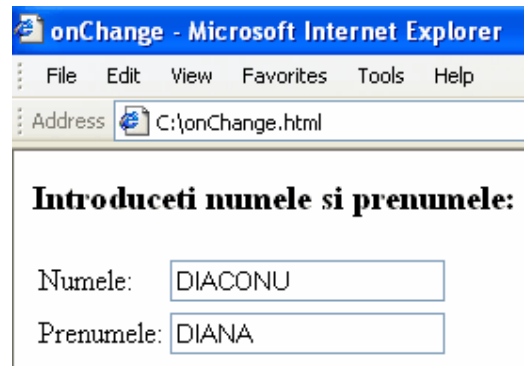 onChange - Microsoft Internet Explorer
File Edit View Favorites Tools Help
Address C:\onChange.html
Introduceti numele si prenumele:
Numele: DIACONU
Prenumele: DIANA